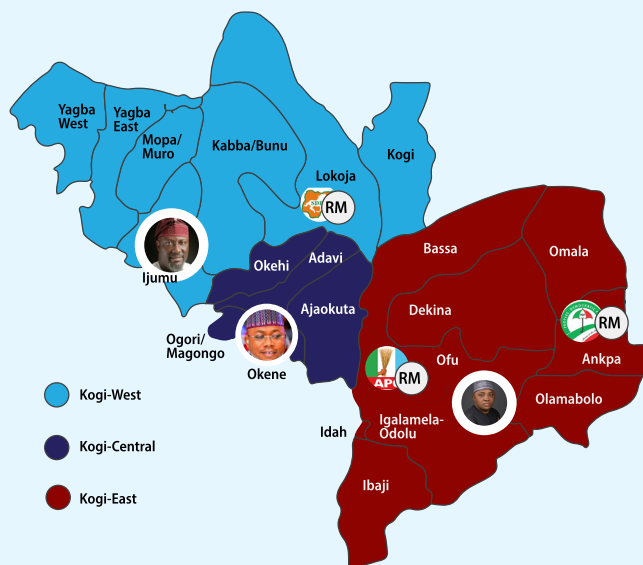 Yagba
West
Yagba
East
Mopa/
Muro
Kabba/Bunu
Lokoja
Kogi
RM
Ijumu
Okehi
Adavi
Ajaokuta
Ogori/
Magongo
Okene
Bassa
Omala
Dekina
RM
Ofu
Ankpa
APC
RM
Olamabolo
Igalamela-
Odolu
Idah
Ibaji
Kogi-West
Kogi-Central
Kogi-East